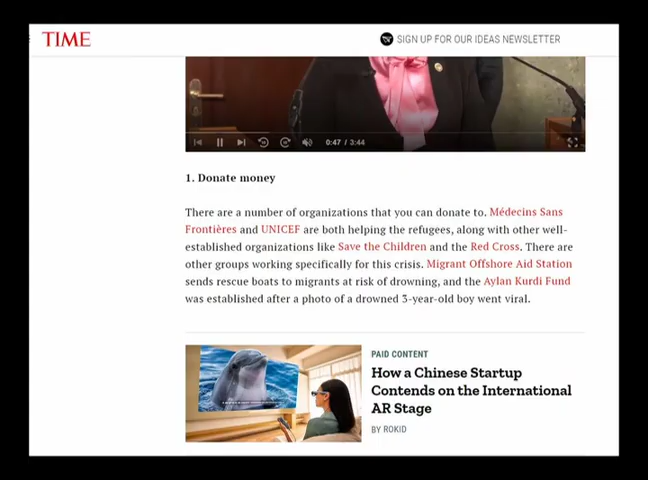 TIME
SIGN UP FOR OUR IDEAS NEWSLETTER
0:47 / 3:44
1. Donate money
There are a number of organizations that you can donate to. Médecins Sans
Frontières and UNICEF are both helping the refugees, along with other well-
established organizations like Save the Children and the Red Cross. There are
other groups working specifically for this crisis. Migrant Offshore Aid Station
sends rescue boats to migrants at risk of drowning, and the Aylan Kurdi Fund
was established after a photo of a drowned 3-year-old boy went viral.
PAID CONTENT
How a Chinese Startup
Contends on the International
AR Stage
BY ROKID